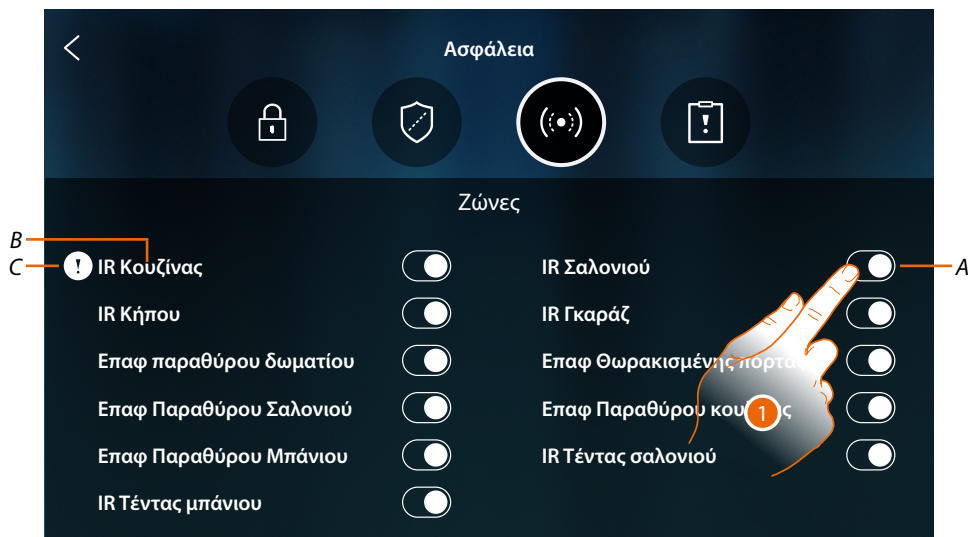 Ασφάλεια
Ζώνες
B
C
! IR Κουζίνας
IR Σαλονιού
A
IR Κήπου
IR Γκαράζ
Επαφ παραθύρου δωματίου
Επαφ Θωρακισμένης πόρτας
Επαφ Παραθύρου Σαλονιού
Επαφ Παραθύρου
1
Επαφ Παραθύρου Μπάνιου
IR Τέντας σαλονιού
IR Τέντας μπάνιου